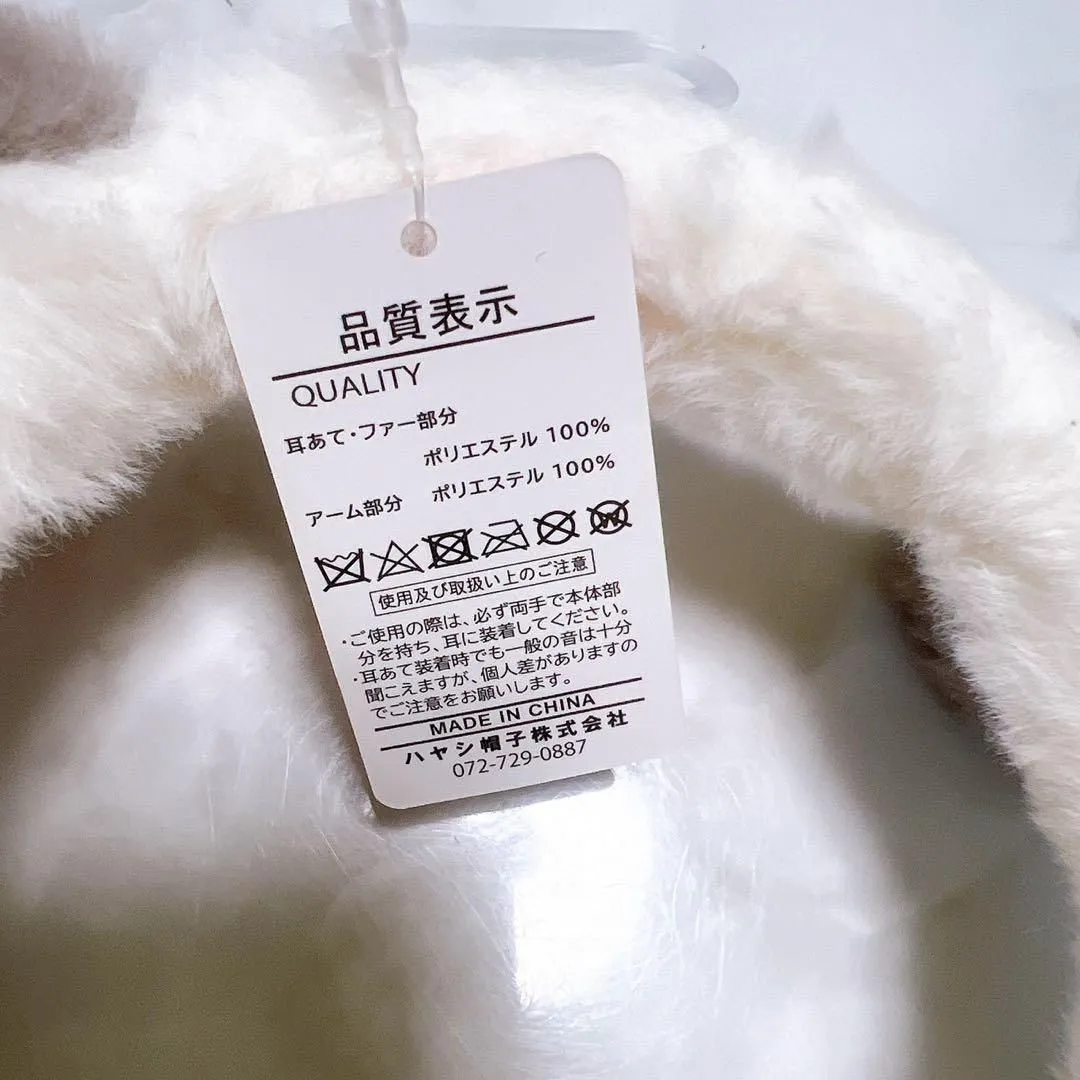 品質表示
QUALITY
耳あて・ファー部分
ポリエステル 100%
アーム部分 ポリエステル 100%
W
使用及び取扱い上のご注意
・ご使用の際は、必ず両手で本体部
分を持ち、耳に装着してください。
・耳あて装着時でも一般の音は十分
聞こえますが、個人差がありますの
でご注意をお願いします。
MADE IN CHINA
ハヤシ帽子株式会社
072-729-0887